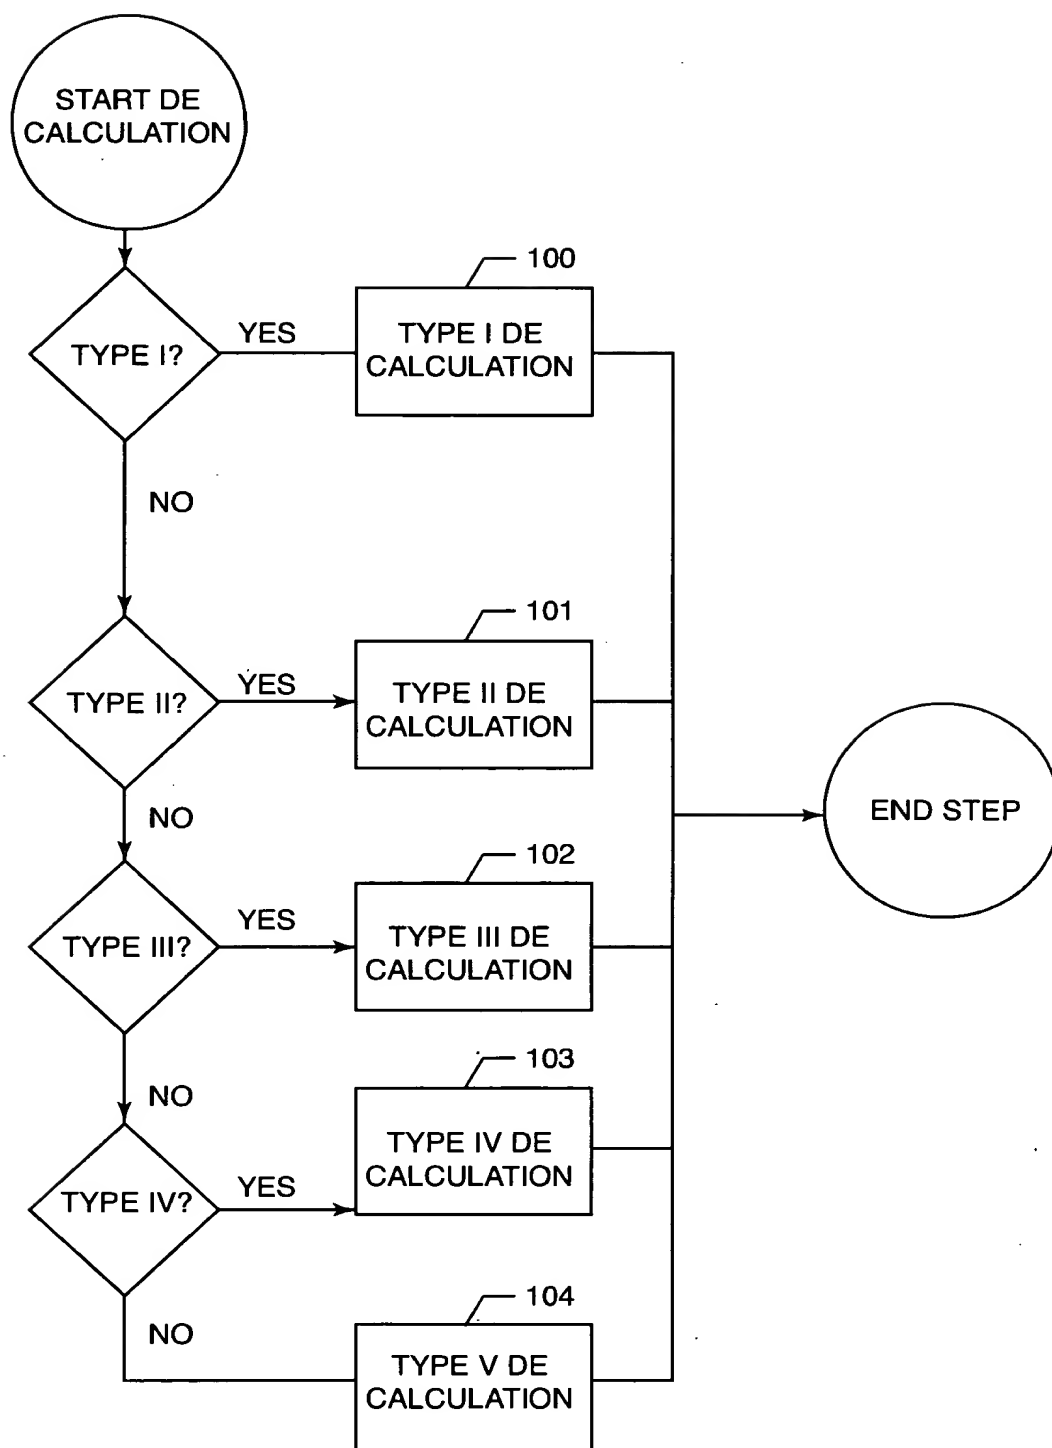 START DE
CALCULATION
100
TYPE I?
YES
TYPE I DE
CALCULATION
NO
101
TYPE II?
YES
TYPE II DE
CALCULATION
NO
END STEP
102
TYPE III?
YES
TYPE III DE
CALCULATION
NO
103
TYPE IV?
YES
TYPE IV DE
CALCULATION
NO
104
TYPE V DE
CALCULATION